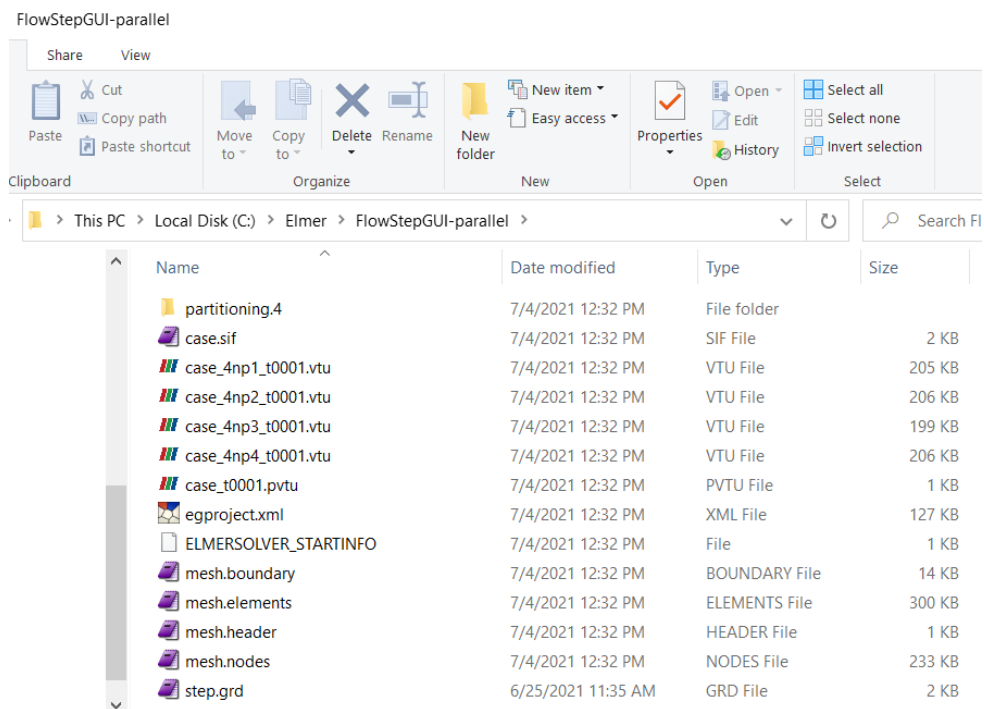 FlowStepGUI-parallel
Share View
Paste
Cut
Copy path
Paste shortcut
Move to
Copy to
Delete
Rename
New folder
New item
Easy access
Properties
Open
Edit
History
Select all
Select none
Invert selection
Clipboard Organize New Open Select
This PC > Local Disk (C:) > Elmer > FlowStepGUI-parallel >
Search Fl
Name Date modified Type Size
partitioning.4 7/4/2021 12:32 PM File folder
case.sif 7/4/2021 12:32 PM SIF File 2 KB
case_4np1_t0001.vtu 7/4/2021 12:32 PM VTU File 205 KB
case_4np2_t0001.vtu 7/4/2021 12:32 PM VTU File 206 KB
case_4np3_t0001.vtu 7/4/2021 12:32 PM VTU File 199 KB
case_4np4_t0001.vtu 7/4/2021 12:32 PM VTU File 206 KB
case_t0001.pvtu 7/4/2021 12:32 PM PVTU File 1 KB
egproject.xml 7/4/2021 12:32 PM XML File 127 KB
ELMERSOLVER_STARTINFO 7/4/2021 12:32 PM File 1 KB
mesh.boundary 7/4/2021 12:32 PM BOUNDARY File 14 KB
mesh.elements 7/4/2021 12:32 PM ELEMENTS File 300 KB
mesh.header 7/4/2021 12:32 PM HEADER File 1 KB
mesh.nodes 7/4/2021 12:32 PM NODES File 233 KB
step.grd 6/25/2021 11:35 AM GRD File 2 KB